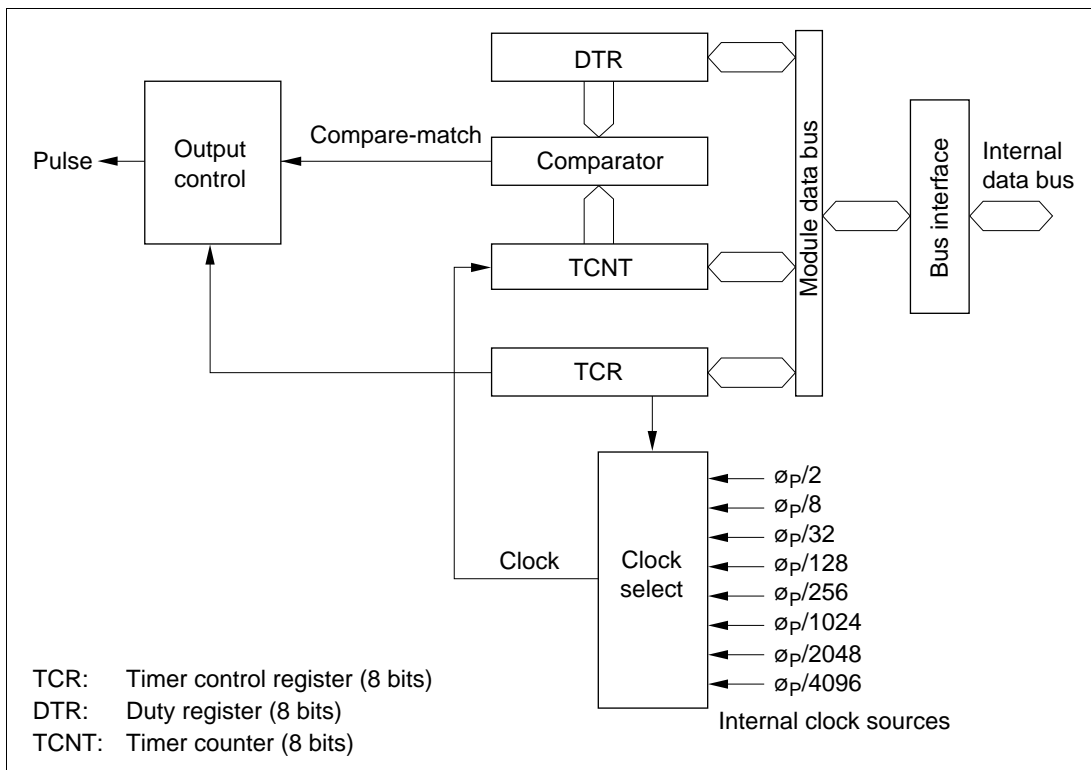 DTR
Compare-match
Pulse
Output
control
Comparator
TCNT
TCR
Module data bus
Bus interface
Internal
data bus
Clock
Clock
select
øP/2
øP/8
øP/32
øP/128
øP/256
øP/1024
øP/2048
øP/4096
Internal clock sources
TCR: Timer control register (8 bits)
DTR: Duty register (8 bits)
TCNT: Timer counter (8 bits)